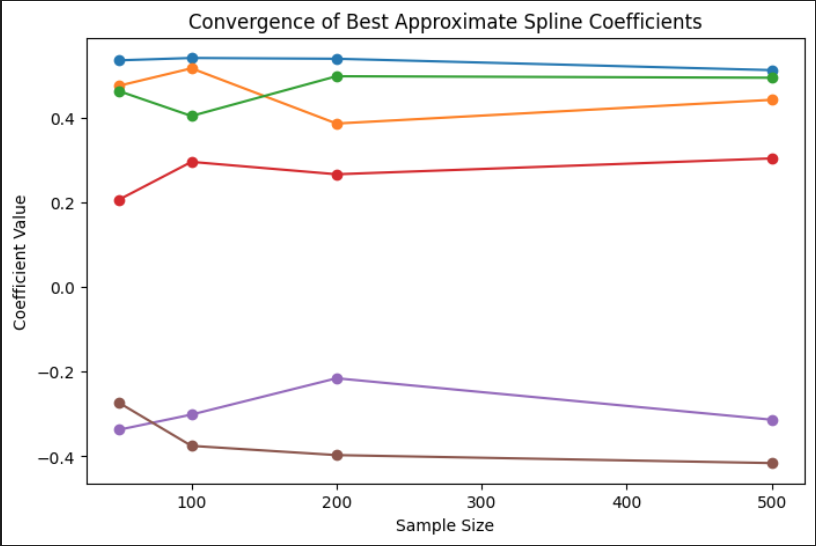 Convergence of Best Approximate Spline Coefficients
Coefficient Value
0.4
0.2
0.0
−0.2
−0.4
100 200 300 400 500
Sample Size